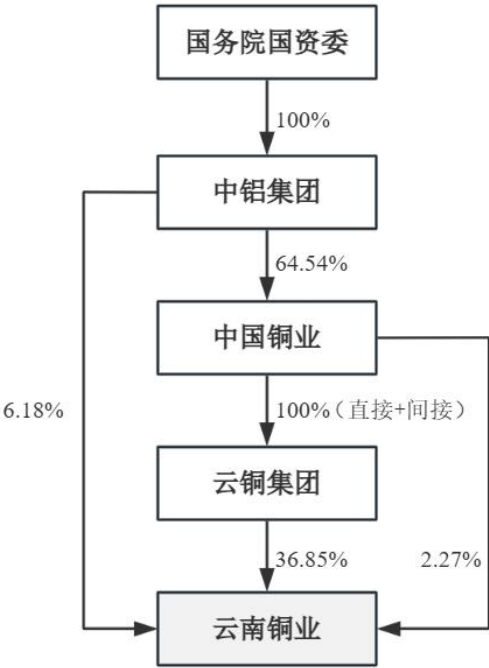 国务院国资委
100%
中铝集团
64.54%
中国铜业
6.18%
100%（直接+间接）
云铜集团
36.85%
2.27%
云南铜业